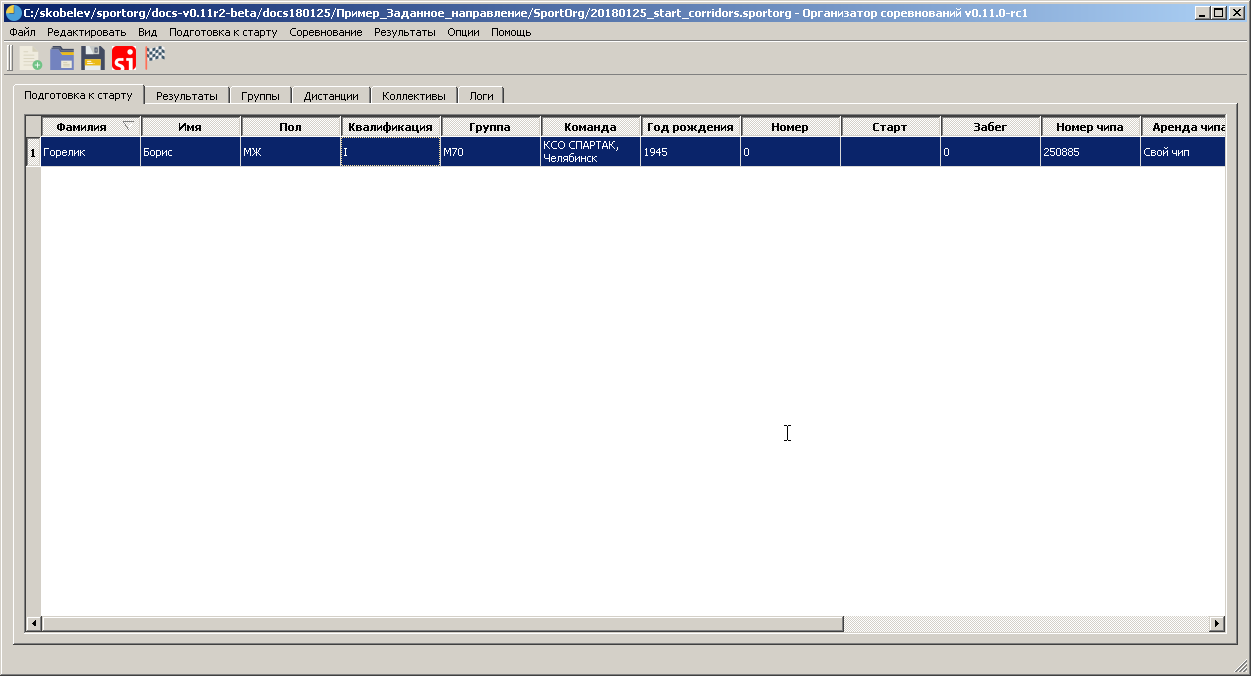 C:/skobelev/sportorg/docs-v0.11r2-beta/docs180125/Пример_Заданное_направление/SportOrg/20180125_start_corridors.sportorg - Организатор соревнований v0.11.0-rc1
Файл Редактировать Вид Подготовка к старту Соревнование Результаты Опции Помощь
si
Подготовка к старту Результаты Группы Дистанции Коллективы Логи
Фамилия Имя Пол Квалификация Группа Команда Год рождения Номер Старт Забег Номер чипа Аренда чипа
1 Горелик Борис МЖ I М70 КСО СПАРТАК, 1945 0 0 250885 Свой чип
Челябинск